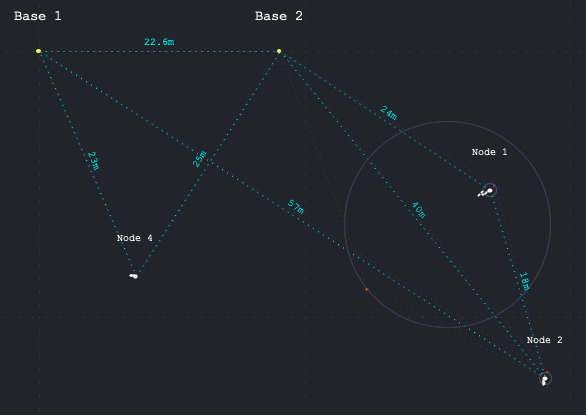 Base 1
Base 2
22.6m
24m
23m
25m
Node 1
57m
40m
Node 4
18m
Node 2